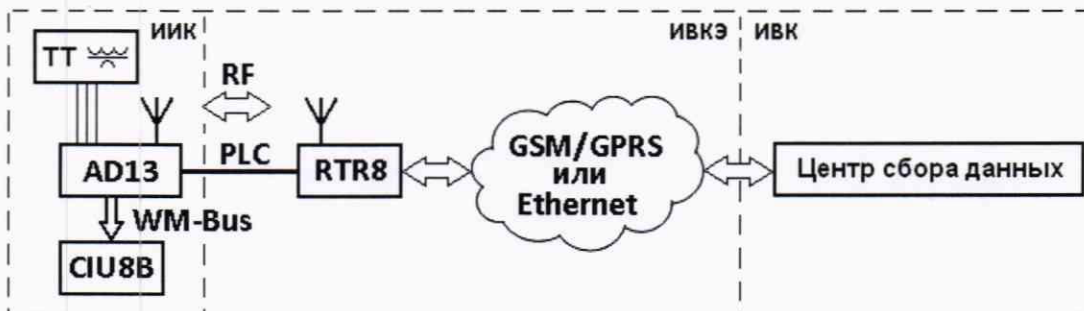 ИИК
ИВКЭ
ИВК
ТТ
RF
AD13
PLC
RTR8
GSM/GPRS
или
Ethernet
Центр сбора данных
WM-Bus
CIU8B